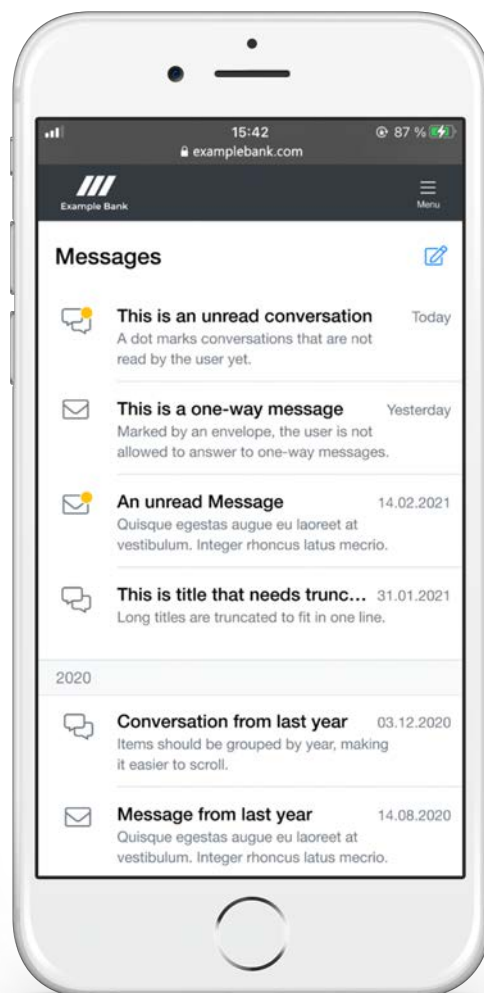 15:42
87 %
examplebank.com
Example Bank
Menu
Messages
This is an unread conversation
Today
A dot marks conversations that are not
read by the user yet.
This is a one-way message
Yesterday
Marked by an envelope, the user is not
allowed to answer to one-way messages.
An unread Message
14.02.2021
Quisque egestas augue eu laoreet at
vestibulum. Integer rhoncus latus mecrio.
This is title that needs trunc...
31.01.2021
Long titles are truncated to fit in one line.
2020
Conversation from last year
03.12.2020
Items should be grouped by year, making
it easier to scroll.
Message from last year
14.08.2020
Quisque egestas augue eu laoreet at
vestibulum. Integer rhoncus latus mecrio.